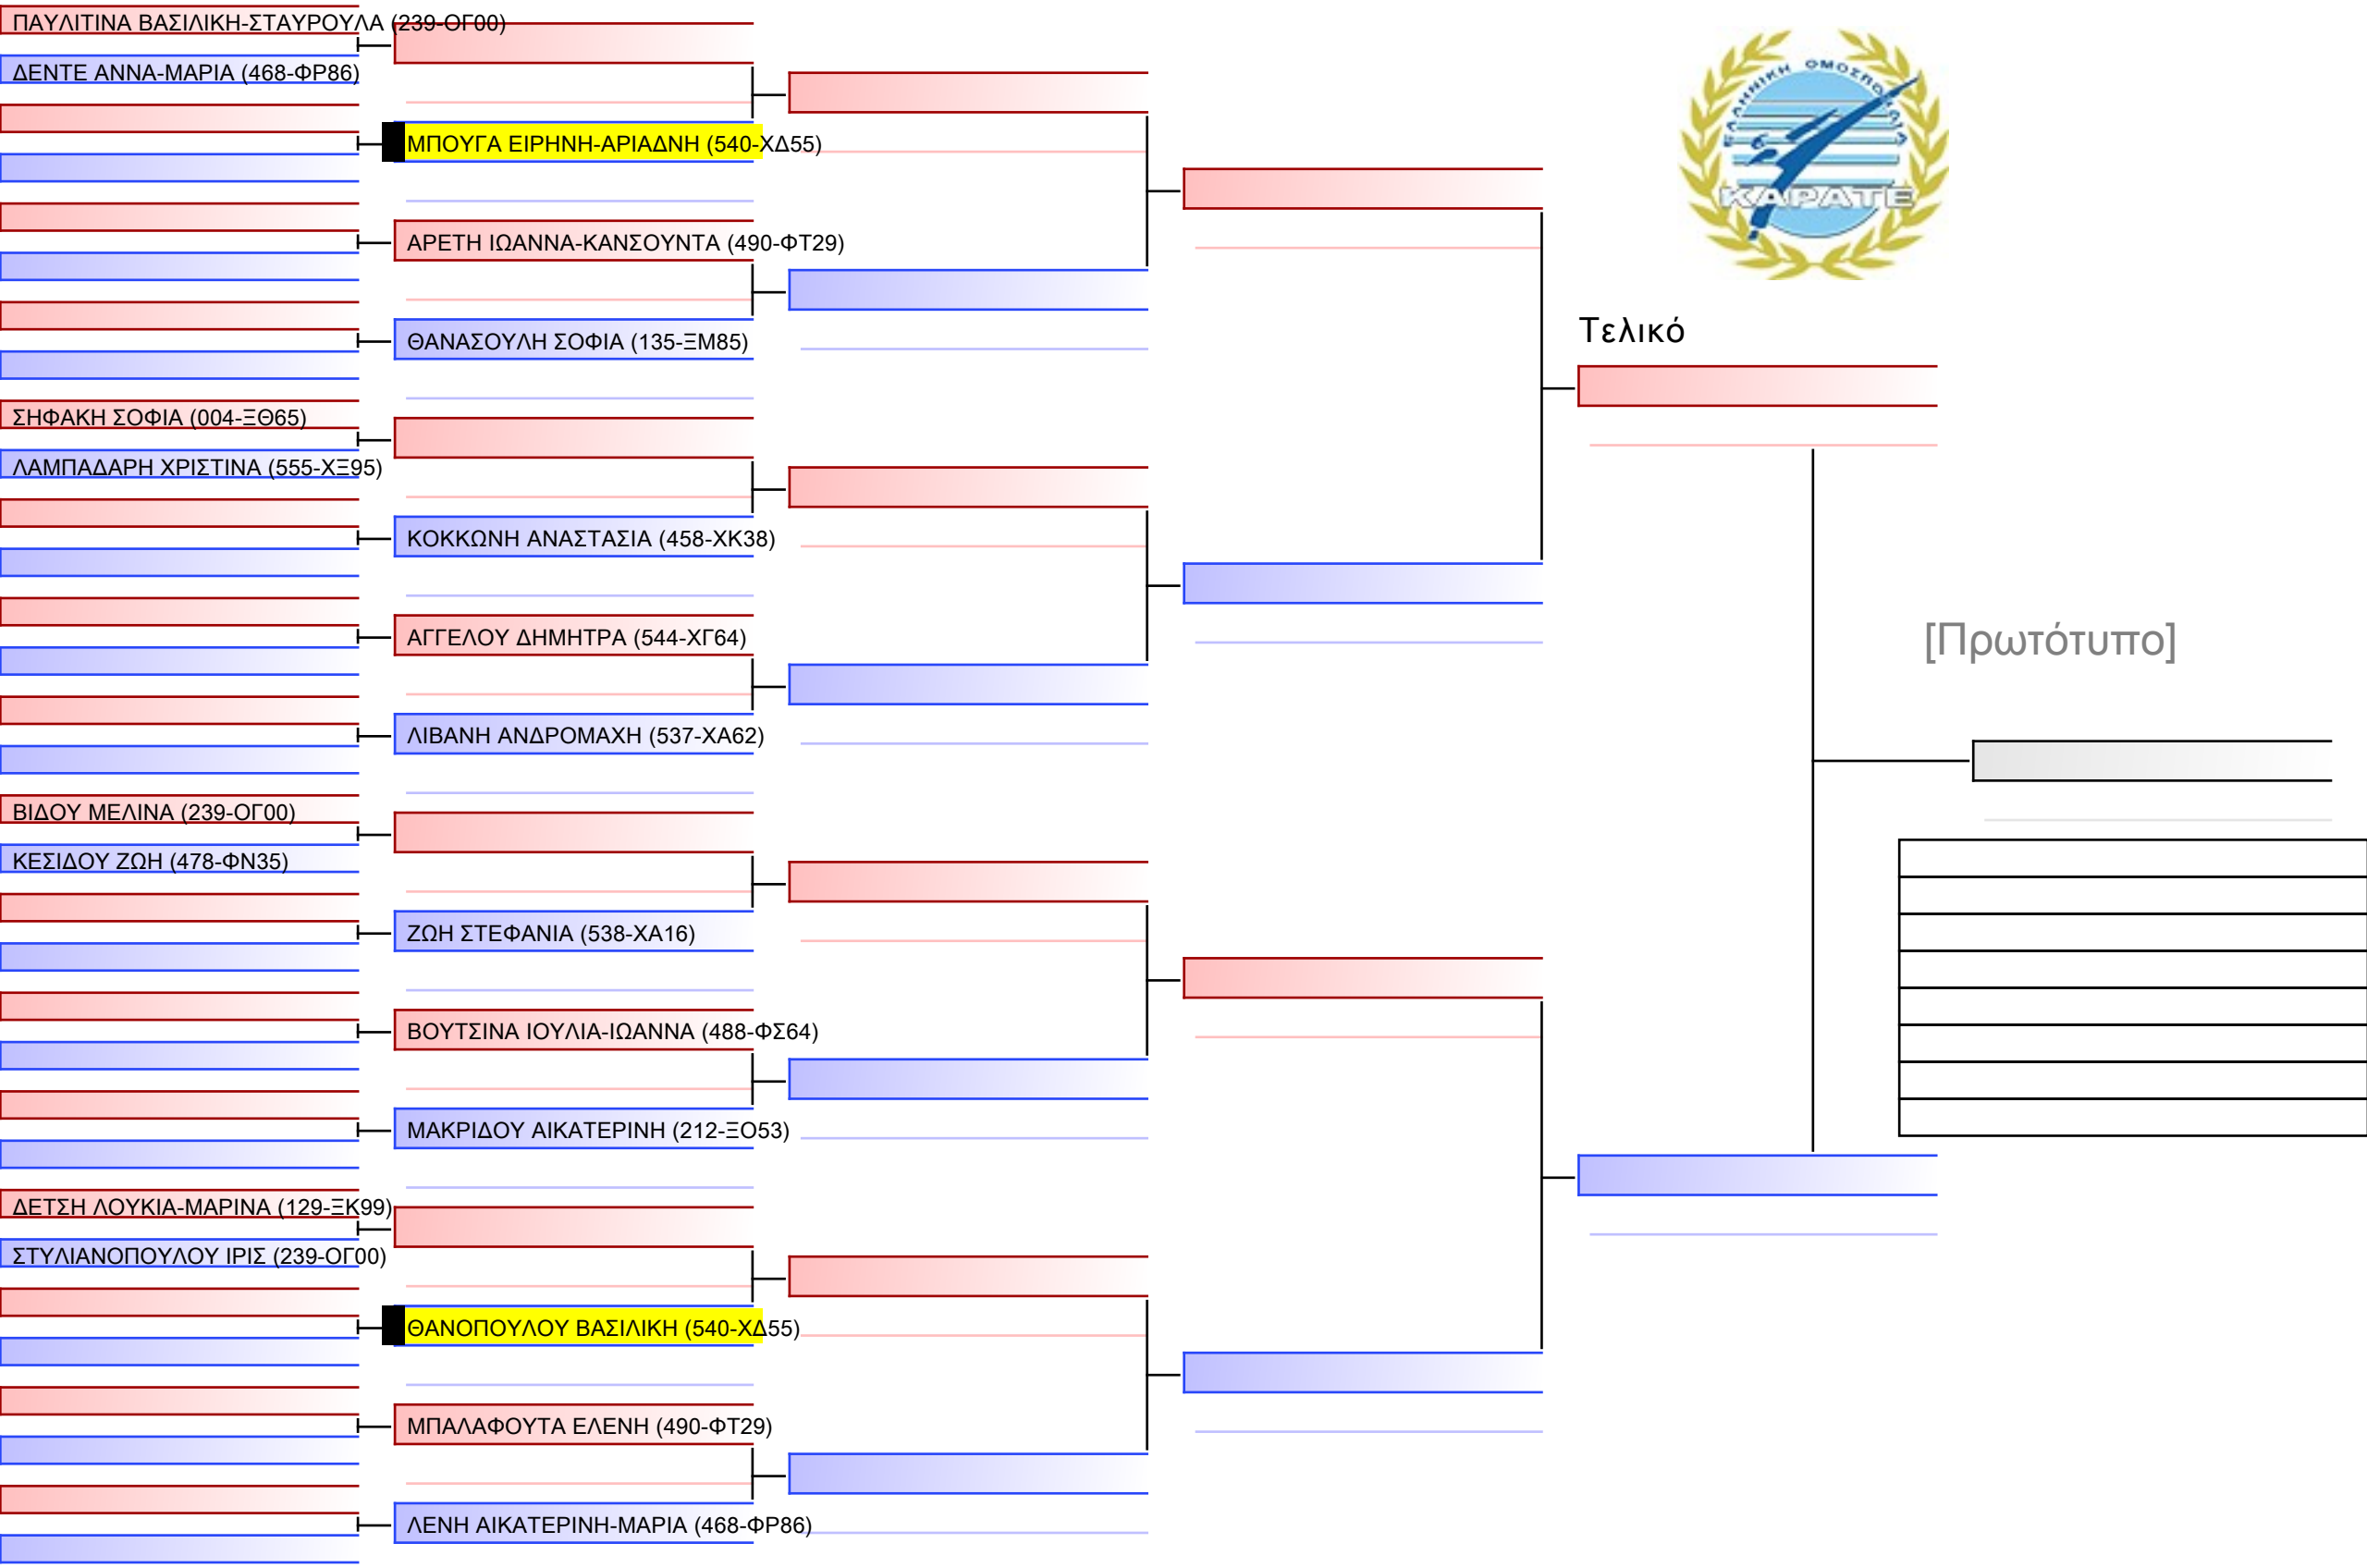 ΠΑΥΛΙΤΙΝΑ ΒΑΣΙΛΙΚΗ-ΣΤΑΥΡΟΥΛΑ (239-ΟΓ00)
ΔΕΝΤΕ ΑΝΝΑ-ΜΑΡΙΑ (468-ΦΡ86)
ΜΠΟΥΓΑ ΕΙΡΗΝΗ-ΑΡΙΑΔΝΗ (540-ΧΔ55)
ΑΡΕΤΗ ΙΩΑΝΝΑ-ΚΑΝΣΟΥΝΤΑ (490-ΦΤ29)
ΘΑΝΑΣΟΥΛΗ ΣΟΦΙΑ (135-ΞΜ85)
ΣΗΦΑΚΗ ΣΟΦΙΑ (004-ΞΘ65)
ΛΑΜΠΑΔΑΡΗ ΧΡΙΣΤΙΝΑ (555-ΧΞ95)
ΚΟΚΚΩΝΗ ΑΝΑΣΤΑΣΙΑ (458-ΧΚ38)
ΑΓΓΕΛΟΥ ΔΗΜΗΤΡΑ (544-ΧΓ64)
ΛΙΒΑΝΗ ΑΝΔΡΟΜΑΧΗ (537-ΧΑ62)
ΒΙΔΟΥ ΜΕΛΙΝΑ (239-ΟΓ00)
ΚΕΣΙΔΟΥ ΖΩΗ (478-ΦΝ35)
ΖΩΗ ΣΤΕΦΑΝΙΑ (538-ΧΑ16)
ΒΟΥΤΣΙΝΑ ΙΟΥΛΙΑ-ΙΩΑΝΝΑ (488-ΦΣ64)
ΜΑΚΡΙΔΟΥ ΑΙΚΑΤΕΡΙΝΗ (212-ΞΟ53)
ΔΕΤΣΗ ΛΟΥΚΙΑ-ΜΑΡΙΝΑ (129-ΞΚ99)
ΣΤΥΛΙΑΝΟΠΟΥΛΟΥ ΙΡΙΣ (239-ΟΓ00)
ΘΑΝΟΠΟΥΛΟΥ ΒΑΣΙΛΙΚΗ (540-ΧΔ55)
ΜΠΑΛΑΦΟΥΤΑ ΕΛΕΝΗ (490-ΦΤ29)
ΛΕΝΗ ΑΙΚΑΤΕΡΙΝΗ-ΜΑΡΙΑ (468-ΦΡ86)
ΕΛΛΗΝΙΚΗ ΟΜΟΣΠΟΝΔΙΑ
ΚΑΡΑΤΕ
Τελικό
[Πρωτότυπο]